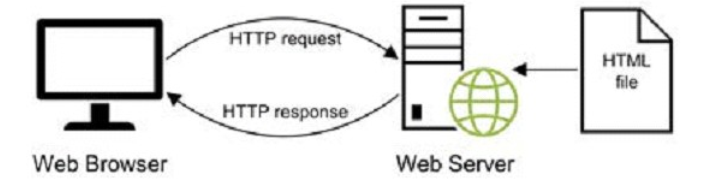 HTTP request
HTTP response
HTML
file
Web Browser
Web Server